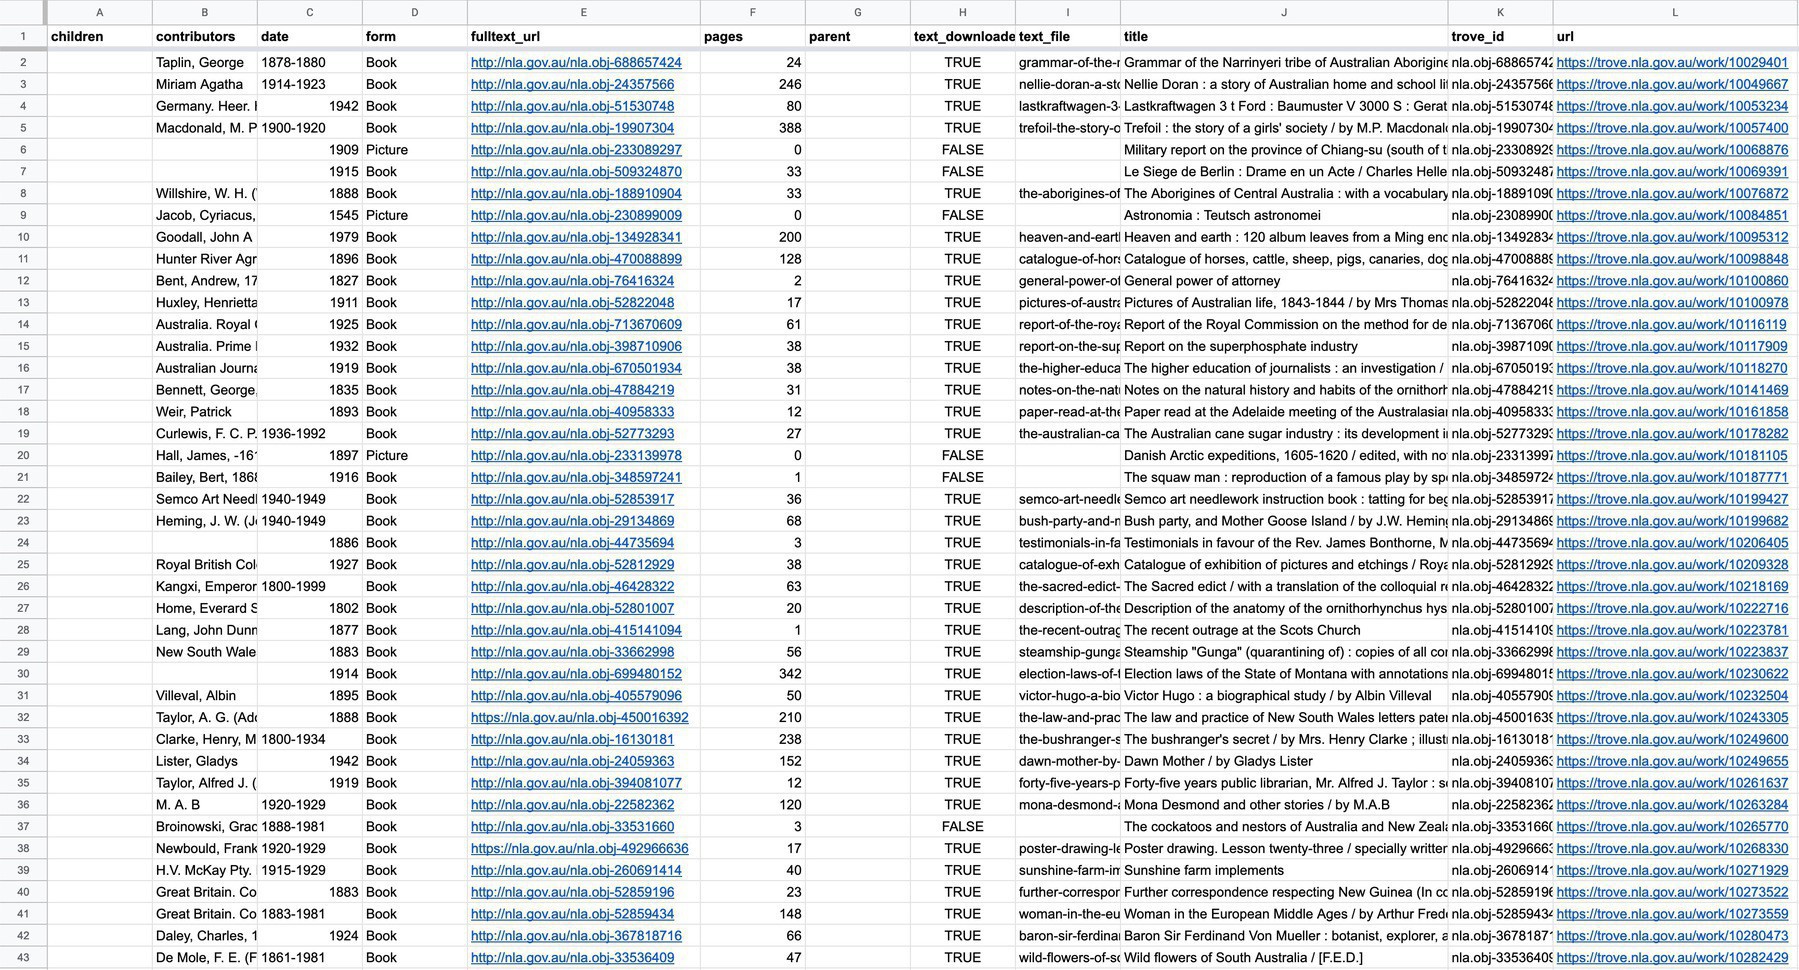 A B C D E F G H I J K L
1 children contributors date form fulltext_url pages parent text_downloade text_file title trove_id url
2 Taplin, George 1878-1880 Book http://nla.gov.au/nla.obj-688657424 24 TRUE grammar-of-the-r Grammar of the Narrinyeri tribe of Australian Aborigine nla.obj-68865742 https://trove.nla.gov.au/work/10029401
3 Miriam Agatha 1914-1923 Book http://nla.gov.au/nla.obj-24357566 246 TRUE nellie-doran-a-sto Nellie Doran : a story of Australian home and school lif nla.obj-24357566 https://trove.nla.gov.au/work/10049667
4 Germany. Heer. 1942 Book http://nla.gov.au/nla.obj-51530748 80 TRUE lastkraftwagen-3- Lastkraftwagen 3 t Ford : Baumuster V 3000 S : Gerat nla.obj-51530748 https://trove.nla.gov.au/work/10053234
5 Macdonald, M. P 1900-1920 Book http://nla.gov.au/nla.obj-19907304 388 TRUE trefoil-the-story-o Trefoil : the story of a girls' society / by M.P. Macdonal nla.obj-19907304 https://trove.nla.gov.au/work/10057400
6 1909 Picture http://nla.gov.au/nla.obj-233089297 0 FALSE Military report on the province of Chiang-su (south of t nla.obj-23308929 https://trove.nla.gov.au/work/10068876
7 1915 http://nla.gov.au/nla.obj-509324870 33 FALSE Le Siege de Berlin : Drame en un Acte / Charles Helle nla.obj-50932487 https://trove.nla.gov.au/work/10069391
8 Willshire, W. H. ( 1888 Book http://nla.gov.au/nla.obj-188910904 33 TRUE the-aborigines-of The Aborigines of Central Australia : with a vocabulary nla.obj-18891090 https://trove.nla.gov.au/work/10076872
9 Jacob, Cyriacus, 1545 Picture http://nla.gov.au/nla.obj-230899009 0 FALSE Astronomia : Teutsch astronomei nla.obj-23089900 https://trove.nla.gov.au/work/10084851
10 Goodall, John A 1979 Book http://nla.gov.au/nla.obj-134928341 200 TRUE heaven-and-eart Heaven and earth : 120 album leaves from a Ming enc nla.obj-13492834 https://trove.nla.gov.au/work/10095312
11 Hunter River Agr 1896 Book http://nla.gov.au/nla.obj-470088899 128 TRUE catalogue-of-hors Catalogue of horses, cattle, sheep, pigs, canaries, dog nla.obj-47008889 https://trove.nla.gov.au/work/10098848
12 Bent, Andrew, 17 1827 Book http://nla.gov.au/nla.obj-76416324 2 TRUE general-power-of General power of attorney nla.obj-76416324 https://trove.nla.gov.au/work/10100860
13 Huxley, Henrietta 1911 Book http://nla.gov.au/nla.obj-52822048 17 TRUE pictures-of-austra Pictures of Australian life, 1843-1844 / by Mrs Thomas nla.obj-52822048 https://trove.nla.gov.au/work/10100978
14 Australia. Royal C 1925 Book http://nla.gov.au/nla.obj-713670609 61 TRUE report-of-the-roya Report of the Royal Commission on the method for de nla.obj-71367060 https://trove.nla.gov.au/work/10116119
15 Australia. Prime 1932 Book http://nla.gov.au/nla.obj-398710906 38 TRUE report-on-the-sup Report on the superphosphate industry nla.obj-39871090 https://trove.nla.gov.au/work/10117909
16 Australian Journa 1919 Book http://nla.gov.au/nla.obj-670501934 38 TRUE the-higher-educa The higher education of journalists : an investigation / nla.obj-67050193 https://trove.nla.gov.au/work/10118270
17 Bennett, George, 1835 Book http://nla.gov.au/nla.obj-47884219 31 TRUE notes-on-the-natu Notes on the natural history and habits of the ornithorh nla.obj-47884219 https://trove.nla.gov.au/work/10141469
18 Weir, Patrick 1893 Book http://nla.gov.au/nla.obj-40958333 12 TRUE paper-read-at-the Paper read at the Adelaide meeting of the Australasian nla.obj-40958333 https://trove.nla.gov.au/work/10161858
19 Curlewis, F. C. P. 1936-1992 Book http://nla.gov.au/nla.obj-52773293 27 TRUE the-australian-ca The Australian cane sugar industry : its development i nla.obj-52773293 https://trove.nla.gov.au/work/10178282
20 Hall, James, -161 1897 Picture http://nla.gov.au/nla.obj-233139978 0 FALSE Danish Arctic expeditions, 1605-1620 / edited, with no nla.obj-23313997 https://trove.nla.gov.au/work/10181105
21 Bailey, Bert, 1868 1916 Book http://nla.gov.au/nla.obj-348597241 1 FALSE The squaw man : reproduction of a famous play by spe nla.obj-34859724 https://trove.nla.gov.au/work/10187771
22 Semco Art Needl 1940-1949 Book http://nla.gov.au/nla.obj-52853917 36 TRUE semco-art-needle Semco art needlework instruction book : tatting for beg nla.obj-52853917 https://trove.nla.gov.au/work/10199427
23 Heming, J. W. (Jo 1940-1949 Book http://nla.gov.au/nla.obj-29134869 68 TRUE bush-party-and-m Bush party, and Mother Goose Island / by J.W. Heming nla.obj-29134869 https://trove.nla.gov.au/work/10199682
24 1886 Book http://nla.gov.au/nla.obj-44735694 3 TRUE testimonials-in-fa Testimonials in favour of the Rev. James Bonthorne, M nla.obj-44735694 https://trove.nla.gov.au/work/10206405
25 Royal British Col 1927 Book http://nla.gov.au/nla.obj-52812929 38 TRUE catalogue-of-exh Catalogue of exhibition of pictures and etchings / Roya nla.obj-52812929 https://trove.nla.gov.au/work/10209328
26 Kangxi, Emperor 1800-1999 Book http://nla.gov.au/nla.obj-46428322 63 TRUE the-sacred-edict- The Sacred edict / with a translation of the colloquial r nla.obj-46428322 https://trove.nla.gov.au/work/10218169
27 Home, Everard S 1802 Book http://nla.gov.au/nla.obj-52801007 20 TRUE description-of-the Description of the anatomy of the ornithorhynchus hys nla.obj-52801007 https://trove.nla.gov.au/work/10222716
28 Lang, John Dunn 1877 Book http://nla.gov.au/nla.obj-415141094 1 TRUE the-recent-outrag The recent outrage at the Scots Church nla.obj-41514109 https://trove.nla.gov.au/work/10223781
29 New South Wale 1883 Book http://nla.gov.au/nla.obj-33662998 56 TRUE steamship-gunga Steamship "Gunga" (quarantining of) : copies of all cor nla.obj-33662998 https://trove.nla.gov.au/work/10223837
30 1914 Book http://nla.gov.au/nla.obj-699480152 342 TRUE election-laws-of-t Election laws of the State of Montana with annotations nla.obj-69948015 https://trove.nla.gov.au/work/10230622
31 Villeval, Albin 1895 Book http://nla.gov.au/nla.obj-405579096 50 TRUE victor-hugo-a-bio Victor Hugo : a biographical study / by Albin Villeval nla.obj-40557909 https://trove.nla.gov.au/work/10232504
32 Taylor, A. G. (Adc 1888 Book https://nla.gov.au/nla.obj-450016392 210 TRUE the-law-and-prac The law and practice of New South Wales letters pate nla.obj-45001639 https://trove.nla.gov.au/work/10243305
33 Clarke, Henry, M 1800-1934 Book http://nla.gov.au/nla.obj-16130181 238 TRUE the-bushranger-s The bushranger's secret / by Mrs. Henry Clarke ; illust nla.obj-16130181 https://trove.nla.gov.au/work/10249600
34 Lister, Gladys 1942 Book http://nla.gov.au/nla.obj-24059363 152 TRUE dawn-mother-by- Dawn Mother / by Gladys Lister nla.obj-24059363 https://trove.nla.gov.au/work/10249655
35 Taylor, Alfred J. ( 1919 Book http://nla.gov.au/nla.obj-394081077 12 TRUE forty-five-years-p Forty-five years public librarian, Mr. Alfred J. Taylor : so nla.obj-39408107 https://trove.nla.gov.au/work/10261637
36 M. A. B 1920-1929 Book http://nla.gov.au/nla.obj-22582362 120 TRUE mona-desmond-a Mona Desmond and other stories / by M.A.B nla.obj-22582362 https://trove.nla.gov.au/work/10263284
37 Broinowski, Grac 1888-1981 Book http://nla.gov.au/nla.obj-33531660 3 FALSE The cockatoos and nestors of Australia and New Zeala nla.obj-33531660 https://trove.nla.gov.au/work/10265770
38 Newbould, Frank 1920-1929 Book https://nla.gov.au/nla.obj-492966636 17 TRUE poster-drawing-le Poster drawing. Lesson twenty-three / specially written nla.obj-49296663 https://trove.nla.gov.au/work/10268330
39 H.V. McKay Pty. 1915-1929 Book http://nla.gov.au/nla.obj-260691414 40 TRUE sunshine-farm-im Sunshine farm implements nla.obj-26069141 https://trove.nla.gov.au/work/10271929
40 Great Britain. Co 1883 Book http://nla.gov.au/nla.obj-52859196 23 TRUE further-correspor Further correspondence respecting New Guinea (In co nla.obj-52859196 https://trove.nla.gov.au/work/10273522
41 Great Britain. Co 1883-1981 Book http://nla.gov.au/nla.obj-52859434 148 TRUE woman-in-the-eu Woman in the European Middle Ages / by Arthur Frede nla.obj-52859434 https://trove.nla.gov.au/work/10273559
42 Daley, Charles, 1 1924 Book http://nla.gov.au/nla.obj-367818716 66 TRUE baron-sir-ferdina Baron Sir Ferdinand Von Mueller : botanist, explorer, a nla.obj-36781871 https://trove.nla.gov.au/work/10280473
43 De Mole, F. E. (F 1861-1981 Book http://nla.gov.au/nla.obj-33536409 47 TRUE wild-flowers-of-so Wild flowers of South Australia / [F.E.D.] nla.obj-33536409 https://trove.nla.gov.au/work/10282429